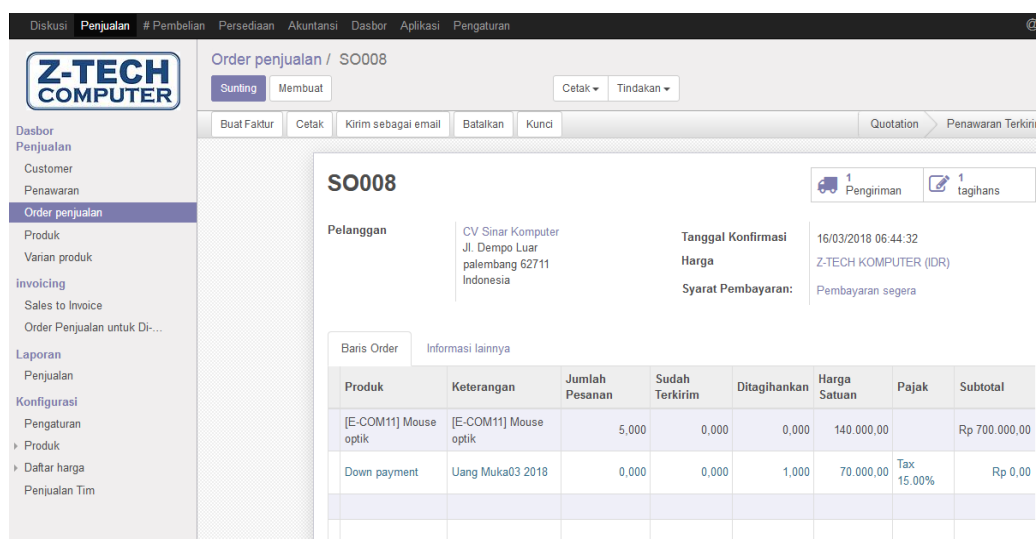 Diskusi Penjualan # Pembelian Persediaan Akuntansi Dasbor Aplikasi Pengaturan @
Z-TECH
COMPUTER
Order penjualan / SO008
Sunting Membuat Cetak Tindakan
Buat Faktur Cetak Kirim sebagai email Batalkan Kunci Quotation Penawaran Terkirim
Dasbor
Penjualan
Customer
Penawaran
Order penjualan
Produk
Varian produk
invoicing
Sales to Invoice
Order Penjualan untuk Di-...
Laporan
Penjualan
Konfigurasi
Pengaturan
Produk
Daftar harga
Penjualan Tim
SO008
1 Pengiriman
1 tagihans
Pelanggan
CV Sinar Komputer
Jl. Dempo Luar
palembang 62711
Indonesia
Tanggal Konfirmasi 16/03/2018 06:44:32
Harga Z-TECH KOMPUTER (IDR)
Syarat Pembayaran: Pembayaran segera
Baris Order Informasi lainnya
Produk Keterangan Jumlah Pesanan Sudah Terkirim Ditagihankan Harga Satuan Pajak Subtotal
[E-COM11] Mouse optik [E-COM11] Mouse optik 5,000 0,000 0,000 140.000,00 Rp 700.000,00
Down payment Uang Muka03 2018 0,000 0,000 1,000 70.000,00 Tax 15.00% Rp 0,00